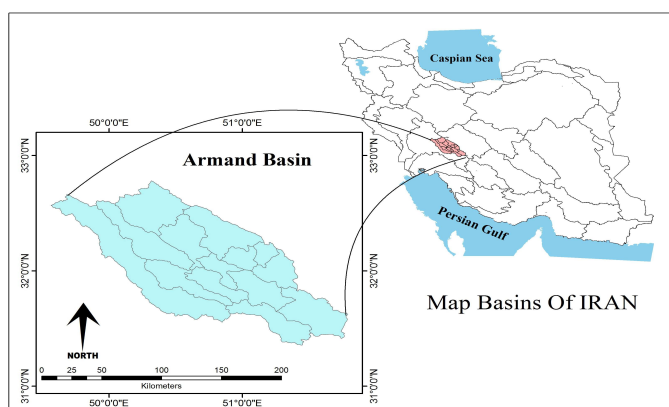 Caspian Sea
50°0'0"E 51°0'0"E
Armand Basin
33°0'0"N
33°0'0"N
Persian Gulf
32°0'0"N
32°0'0"N
Map Basins Of IRAN
NORTH
0 25 50 100 150 200
Kilometers
31°0'0"N
31°0'0"N
50°0'0"E 51°0'0"E